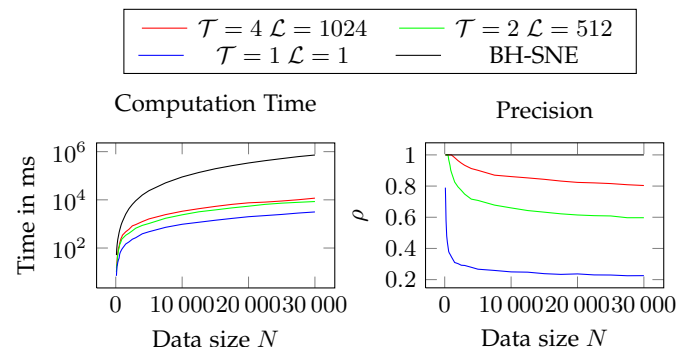 𝒯 = 4 ℒ = 1024
𝒯 = 2 ℒ = 512
𝒯 = 1 ℒ = 1
BH-SNE
Computation Time
Time in ms
10^6
10^4
10^2
0
10 000
20 000
30 000
Data size N
Precision
ρ
1
0.8
0.6
0.4
0.2
0
10 000
20 000
30 000
Data size N